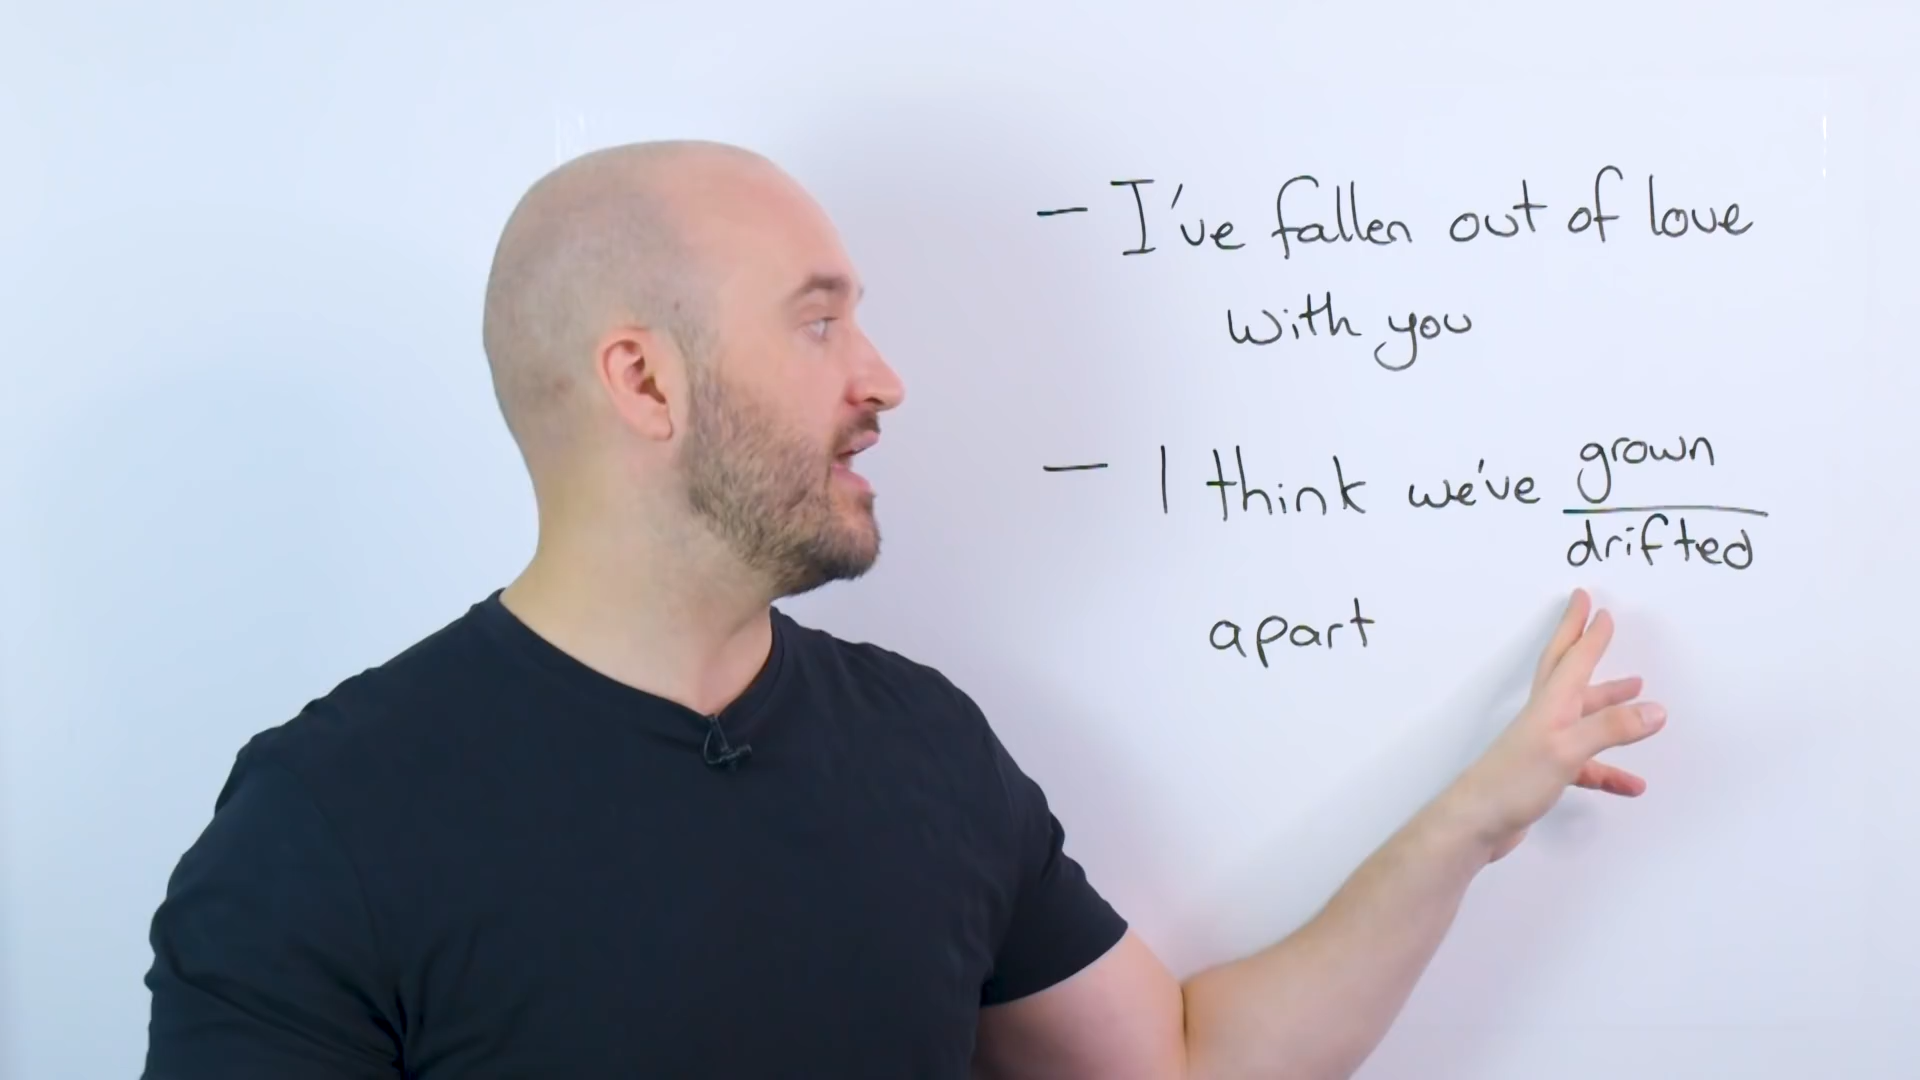 – I've fallen out of love
with you
– I think we've grown
drifted
apart